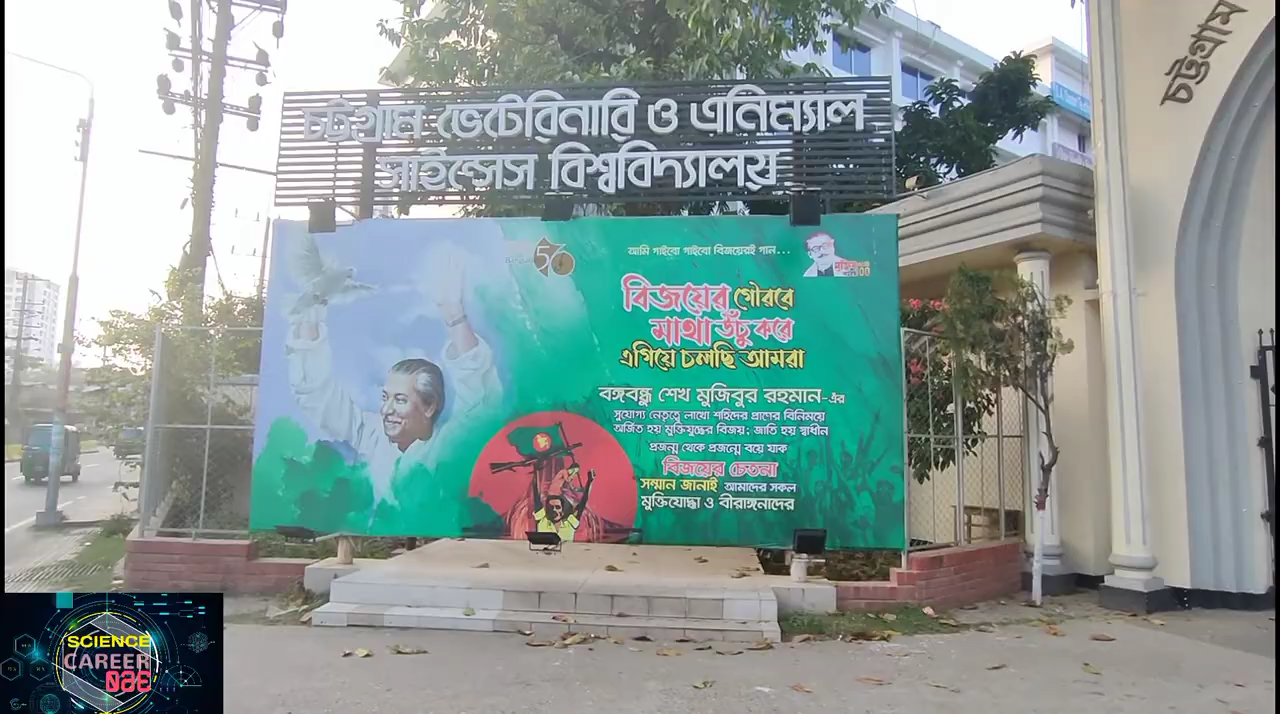 চট্টগ্রাম ভেটেরিনারি ও এনিম্যাল
সাইন্সেস বিশ্ববিদ্যালয়
চট্টগ্রাম
আমি গাইবো গাইবো বিজয়েরই গান...
বিজয়ের গৌরবে
মাথা উঁচু করে
এগিয়ে চলছি আমরা
বঙ্গবন্ধু শেখ মুজিবুর রহমান-এর
সুযোগ্য নেতৃত্বে লাখো শহিদের প্রাণের বিনিময়ে
অর্জিত হয় মুক্তিযুদ্ধের বিজয়; জাতি হয় স্বাধীন
প্রজন্ম থেকে প্রজন্মে বয়ে যাক
বিজয়ের চেতনা
সম্মান জানাই আমাদের সকল
মুক্তিযোদ্ধা ও বীরাঙ্গনাদের
SCIENCE
CAREER